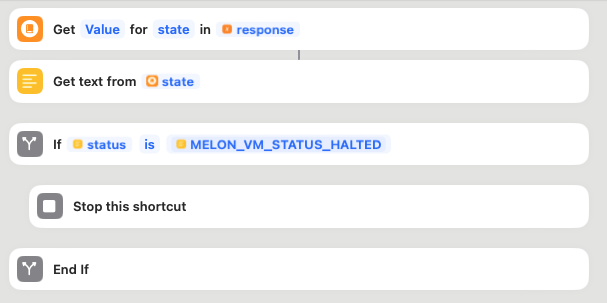 Get Value for state in response
Get text from state
If status is MELON_VM_STATUS_HALTED
Stop this shortcut
End If